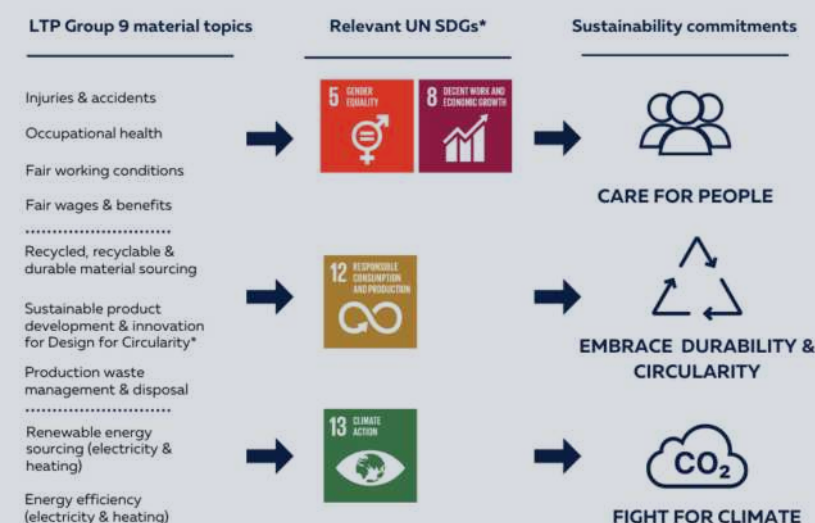 LTP Group 9 material topics
Relevant UN SDGs*
Sustainability commitments
Injuries & accidents
Occupational health
Fair working conditions
Fair wages & benefits
5 GENDER
EQUALITY
8 DECENT WORK AND
ECONOMIC GROWTH
CARE FOR PEOPLE
Recycled, recyclable &
durable material sourcing
Sustainable product
development & innovation
for Design for Circularity*
Production waste
management & disposal
12 RESPONSIBLE
CONSUMPTION
AND PRODUCTION
EMBRACE DURABILITY &
CIRCULARITY
Renewable energy
sourcing (electricity &
heating)
Energy efficiency
(electricity & heating)
13 CLIMATE
ACTION
CO₂
FIGHT FOR CLIMATE